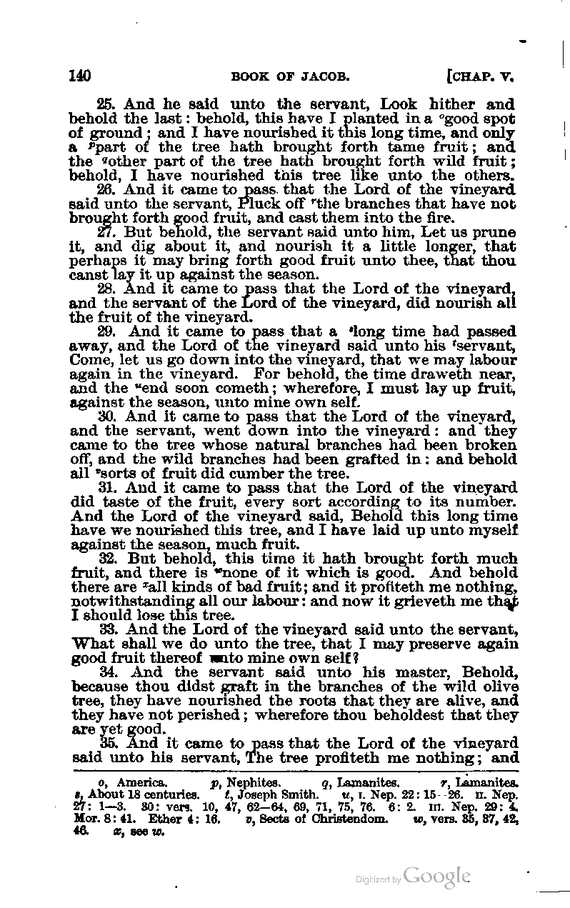 140 BOOK OF JACOB. [CHAP. V.
25. And he said unto the servant, Look hither and
behold the last: behold, this have I planted in a ᵒgood spot
of ground; and I have nourished it this long time, and only
a ᵖpart of the tree hath brought forth tame fruit; and
the ᑫother part of the tree hath brought forth wild fruit;
behold, I have nourished this tree like unto the others.
26. And it came to pass that the Lord of the vineyard
said unto the servant, Pluck off ʳthe branches that have not
brought forth good fruit, and cast them into the fire.
27. But behold, the servant said unto him, Let us prune
it, and dig about it, and nourish it a little longer, that
perhaps it may bring forth good fruit unto thee, that thou
canst lay it up against the season.
28. And it came to pass that the Lord of the vineyard,
and the servant of the Lord of the vineyard, did nourish all
the fruit of the vineyard.
29. And it came to pass that a ˢlong time had passed
away, and the Lord of the vineyard said unto his ᵗservant,
Come, let us go down into the vineyard, that we may labour
again in the vineyard. For behold, the time draweth near,
and the ᵘend soon cometh; wherefore, I must lay up fruit,
against the season, unto mine own self.
30. And it came to pass that the Lord of the vineyard,
and the servant, went down into the vineyard: and they
came to the tree whose natural branches had been broken
off, and the wild branches had been grafted in: and behold
all ᵛsorts of fruit did cumber the tree.
31. And it came to pass that the Lord of the vineyard
did taste of the fruit, every sort according to its number.
And the Lord of the vineyard said, Behold this long time
have we nourished this tree, and I have laid up unto myself
against the season, much fruit.
32. But behold, this time it hath brought forth much
fruit, and there is ʷnone of it which is good. And behold
there are ˣall kinds of bad fruit; and it profiteth me nothing,
notwithstanding all our labour: and now it grieveth me that
I should lose this tree.
33. And the Lord of the vineyard said unto the servant,
What shall we do unto the tree, that I may preserve again
good fruit thereof unto mine own self?
34. And the servant said unto his master, Behold,
because thou didst graft in the branches of the wild olive
tree, they have nourished the roots that they are alive, and
they have not perished; wherefore thou beholdest that they
are yet good.
35. And it came to pass that the Lord of the vineyard
said unto his servant, The tree profiteth me nothing; and
o, America. p, Nephites. q, Lamanites. r, Lamanites.
s, About 18 centuries. t, Joseph Smith. u, I. Nep. 22: 15—26. II. Nep.
27: 1—3. 30: vers. 10, 47, 62—64, 69, 71, 75, 76. 6: 2. III. Nep. 29: 4.
Mor. 8: 41. Ether 4: 16. v, Sects of Christendom. w, vers. 35, 37, 42,
46. x, see w.
Digitized by Google